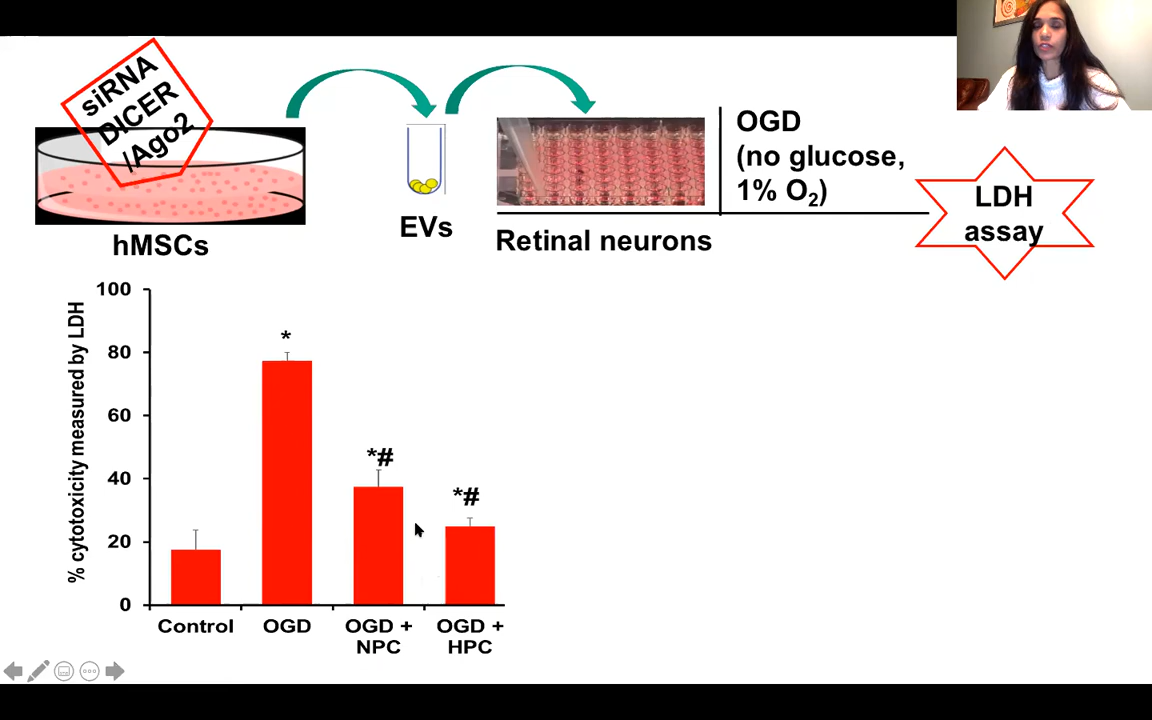 siRNA
DICER
/Ago2
hMSCs
EVs
Retinal neurons
OGD
(no glucose,
1% O₂)
LDH
assay
% cytotoxicity measured by LDH
100
80
60
40
20
0
*
*#
*#
Control
OGD
OGD +
NPC
OGD +
HPC